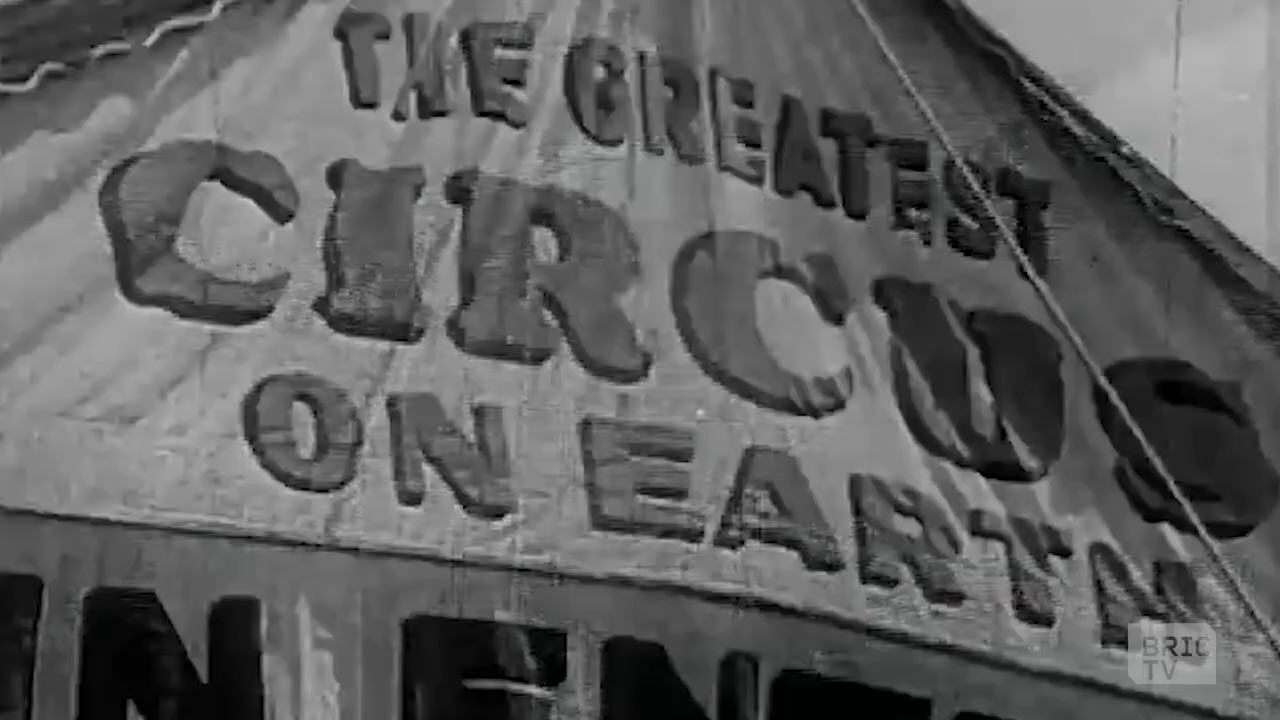 THE GREATEST
CIRCUS
ON EARTH
BRIC
TV